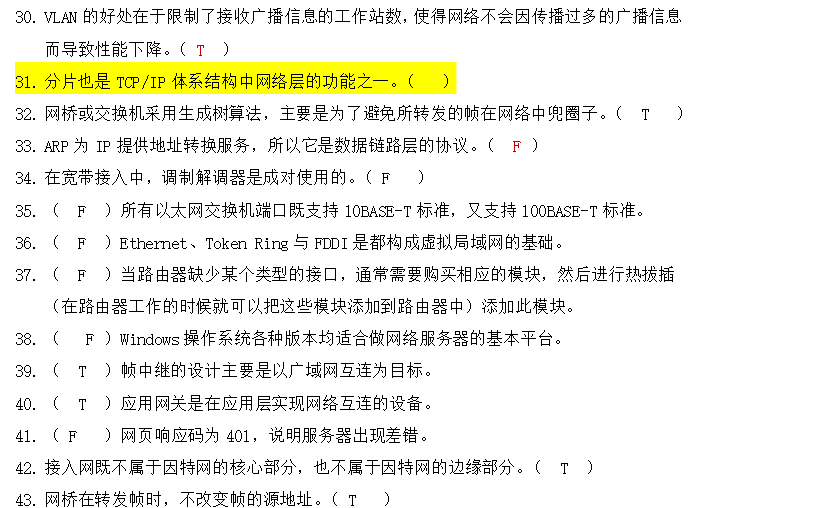 30. VLAN 的好处在于限制了接收广播信息的工作站数，使得网络不会因传播过多的广播信息
而导致性能下降。（ T ）
31. 分片也是 TCP/IP 体系结构中网络层的功能之一。（   ）
32. 网桥或交换机采用生成树算法，主要是为了避免所转发的帧在网络中兜圈子。（ T ）
33. ARP 为 IP 提供地址转换服务，所以它是数据链路层的协议。（ F ）
34. 在宽带接入中，调制解调器是成对使用的。（ F ）
35. （ F ）所有以太网交换机端口既支持 10BASE-T 标准，又支持 100BASE-T 标准。
36. （ F ）Ethernet、Token Ring 与 FDDI 是都构成虚拟局域网的基础。
37. （ F ）当路由器缺少某个类型的接口，通常需要购买相应的模块，然后进行热拔插
（在路由器工作的时候就可以把这些模块添加到路由器中）添加此模块。
38. （ F ）Windows 操作系统各种版本均适合做网络服务器的基本平台。
39. （ T ）帧中继的设计主要是以广域网互连为目标。
40. （ T ）应用网关是在应用层实现网络互连的设备。
41. （ F ）网页响应码为 401，说明服务器出现差错。
42. 接入网既不属于因特网的核心部分，也不属于因特网的边缘部分。（ T ）
43. 网桥在转发帧时，不改变帧的源地址。（ T ）